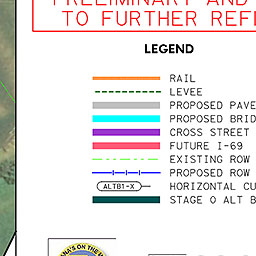 PRELIMINARY AND
TO FURTHER REF
LEGEND
RAIL
LEVEE
PROPOSED PAVE
PROPOSED BRID
CROSS STREET
FUTURE I-69
EXISTING ROW
PROPOSED ROW
ALTB1-X HORIZONTAL CU
STAGE 0 ALT B